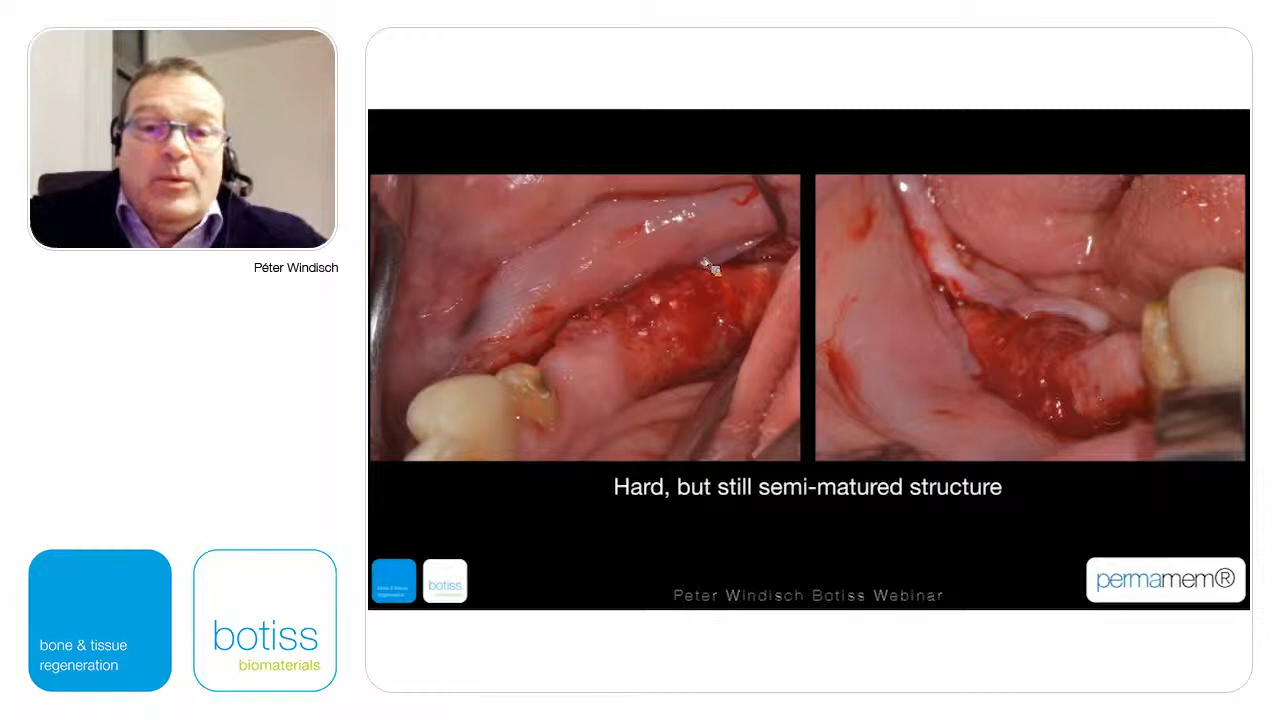 Péter Windisch
bone & tissue
regeneration
botiss
biomaterials
Hard, but still semi-matured structure
botiss
Peter Windisch Botiss Webinar
permamem®